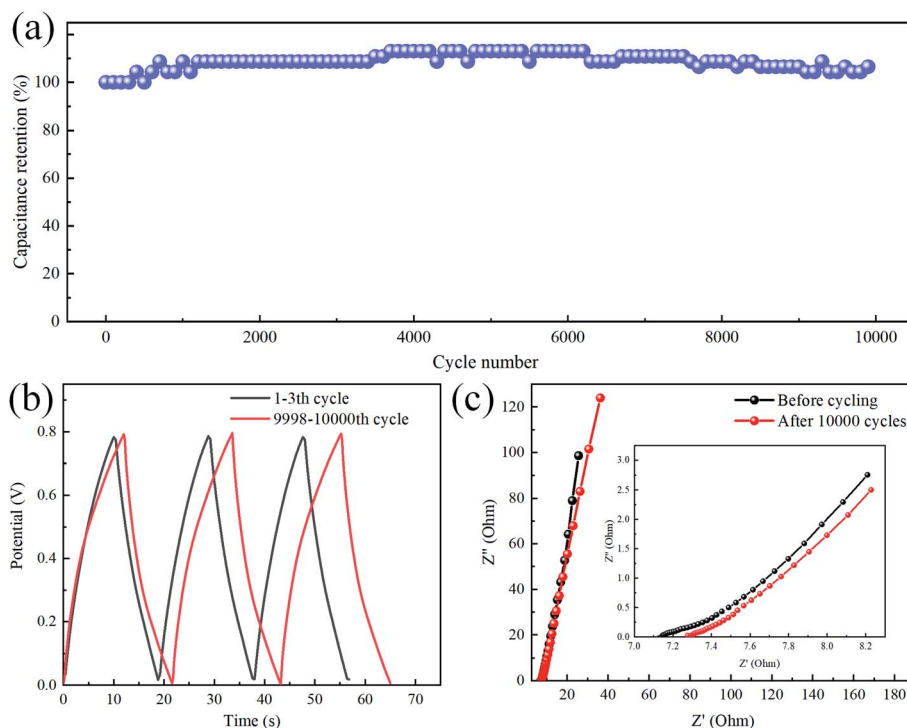 (a)
100
80
60
40
20
0
Capacitance retention (%)
0 2000 4000 6000 8000 10000
Cycle number
(b)
1-3th cycle
9998-10000th cycle
0.8
0.6
0.4
0.2
0.0
Potential (V)
0 10 20 30 40 50 60 70
Time (s)
(c)
Before cycling
After 10000 cycles
120
100
80
60
40
20
0
Z'' (Ohm)
20 40 60 80 100 120 140 160 180
Z' (Ohm)
3.0
2.5
2.0
1.5
1.0
0.5
0.0
Z'' (Ohm)
7.0 7.2 7.4 7.6 7.8 8.0 8.2
Z' (Ohm)